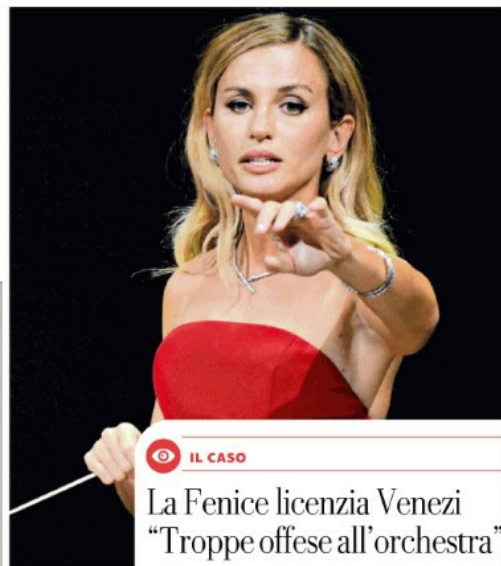 IL CASO
La Fenice licenzia Venezi
“Troppe offese all’orchestra”